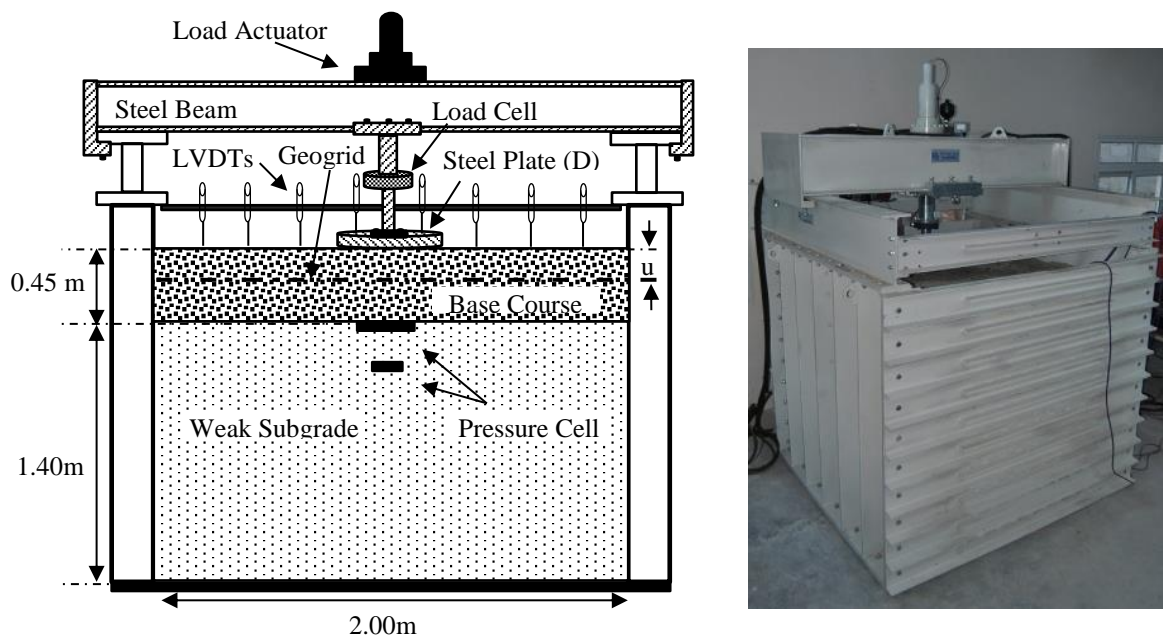 Load Actuator
Steel Beam
Load Cell
LVDTs
Geogrid
Steel Plate (D)
0.45 m
u
Base Course
Weak Subgrade
Pressure Cell
1.40m
2.00m